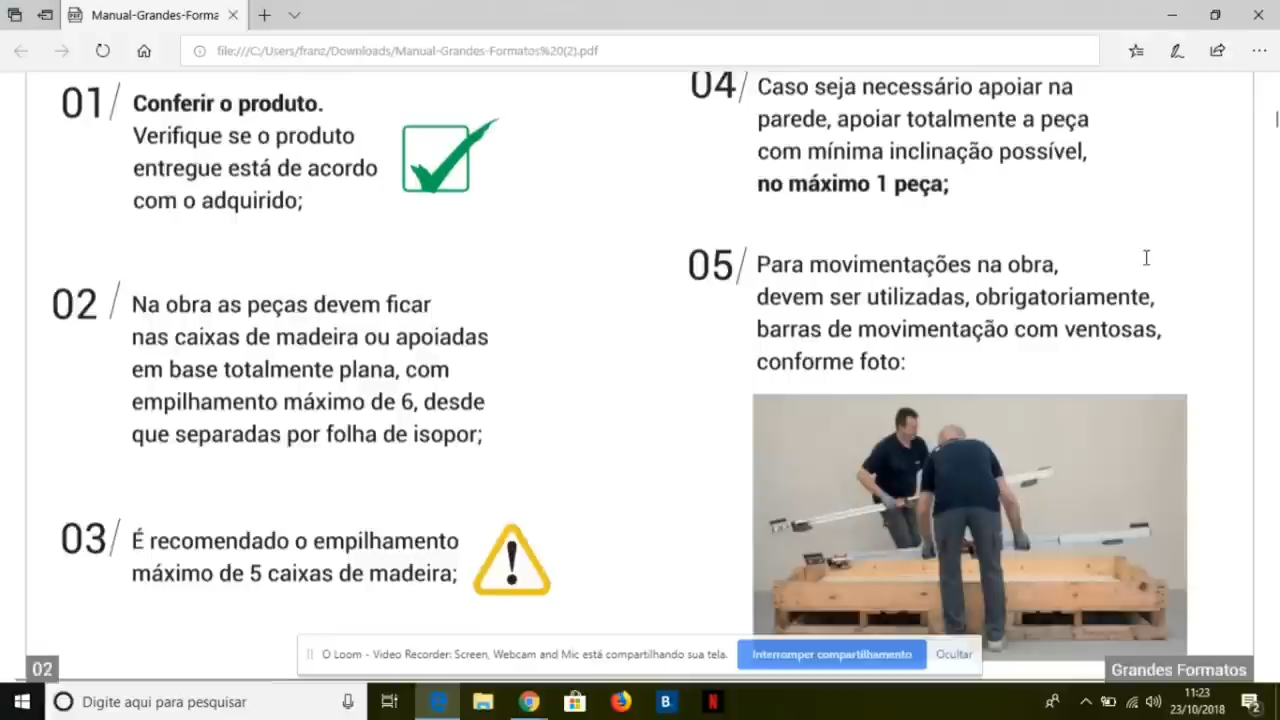 Manual-Grandes-Forma
file:///C:/Users/franz/Downloads/Manual-Grandes-Formatos%20(2).pdf
01
Conferir o produto.
Verifique se o produto
entregue está de acordo
com o adquirido;
02
Na obra as peças devem ficar
nas caixas de madeira ou apoiadas
em base totalmente plana, com
empilhamento máximo de 6, desde
que separadas por folha de isopor;
03
É recomendado o empilhamento
máximo de 5 caixas de madeira;
04
Caso seja necessário apoiar na
parede, apoiar totalmente a peça
com mínima inclinação possível,
no máximo 1 peça;
05
Para movimentações na obra,
devem ser utilizadas, obrigatoriamente,
barras de movimentação com ventosas,
conforme foto:
O Loom - Video Recorder: Screen, Webcam and Mic está compartilhando sua tela.
Interromper compartilhamento
Ocultar
02
Grandes Formatos
Digite aqui para pesquisar
B.
N
11:23
23/10/2018
2